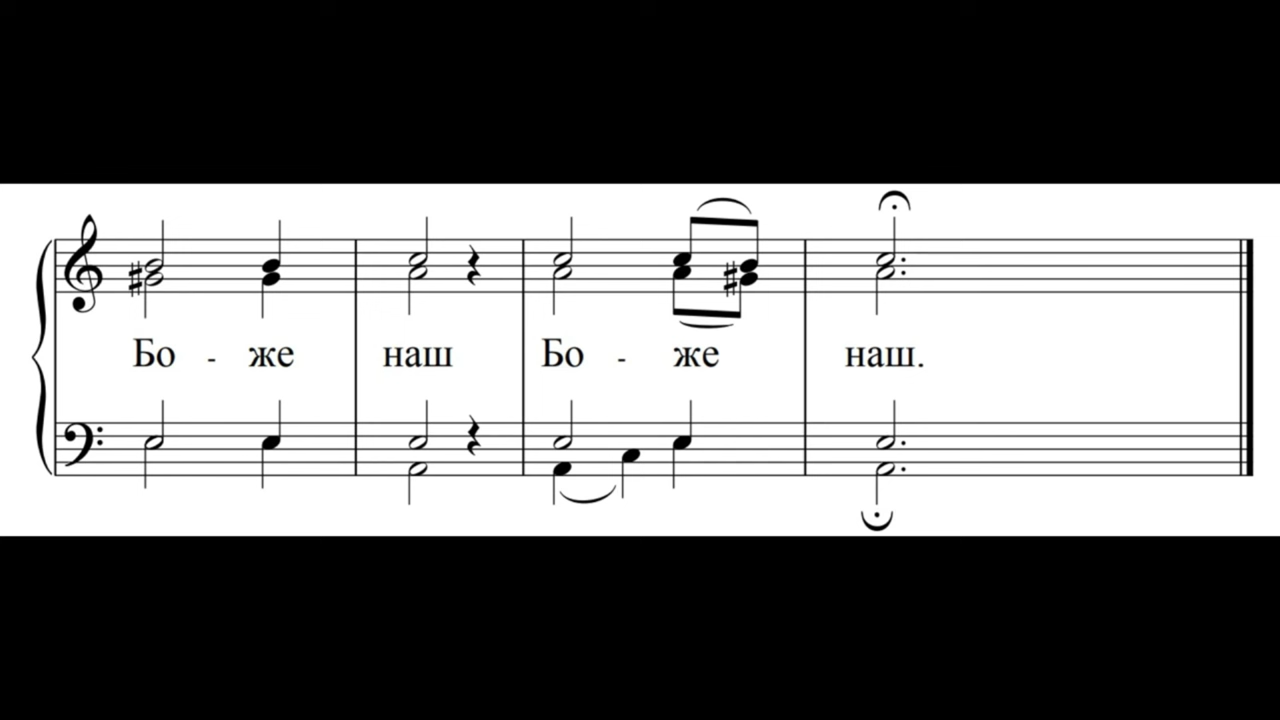 Бо - же наш Бо - же наш.